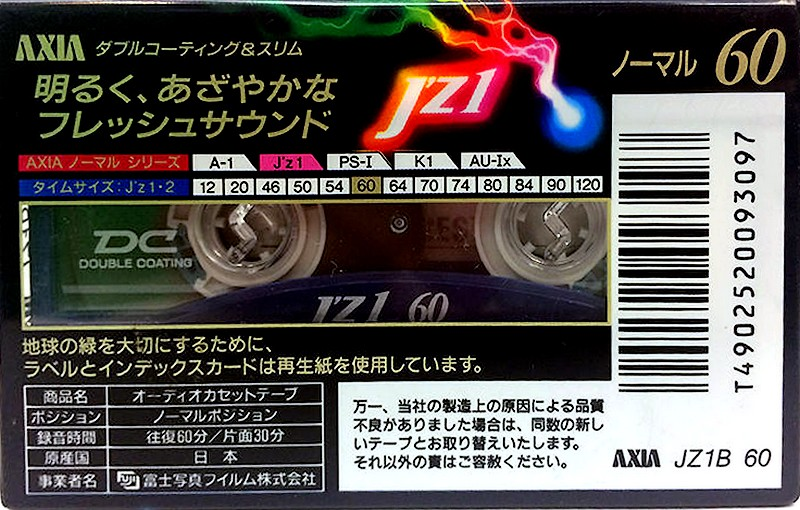 AXIA ダブルコーティング&スリム
明るく、あざやかな
フレッシュサウンド
J'Z1
ノーマル 60
AXIA ノーマル シリーズ A-1 J'z1 PS-I K1 AU-Ix
タイムサイズ:J'z1・2 12 20 46 50 54 60 64 70 74 80 84 90 120
DC
DOUBLE COATING
J'Z1 60
地球の緑を大切にするために、
ラベルとインデックスカードは再生紙を使用しています。
商品名 オーディオカセットテープ
ポジション ノーマルポジション
録音時間 往復60分/片面30分
原産国 日本
事業者名 FUJI 富士写真フイルム株式会社
万一、当社の製造上の原因による品質
不良がありました場合は、同数の新し
いテープとお取り替えいたします。
それ以外の責はご容赦ください。
T4902520093097
AXIA JZ1B 60